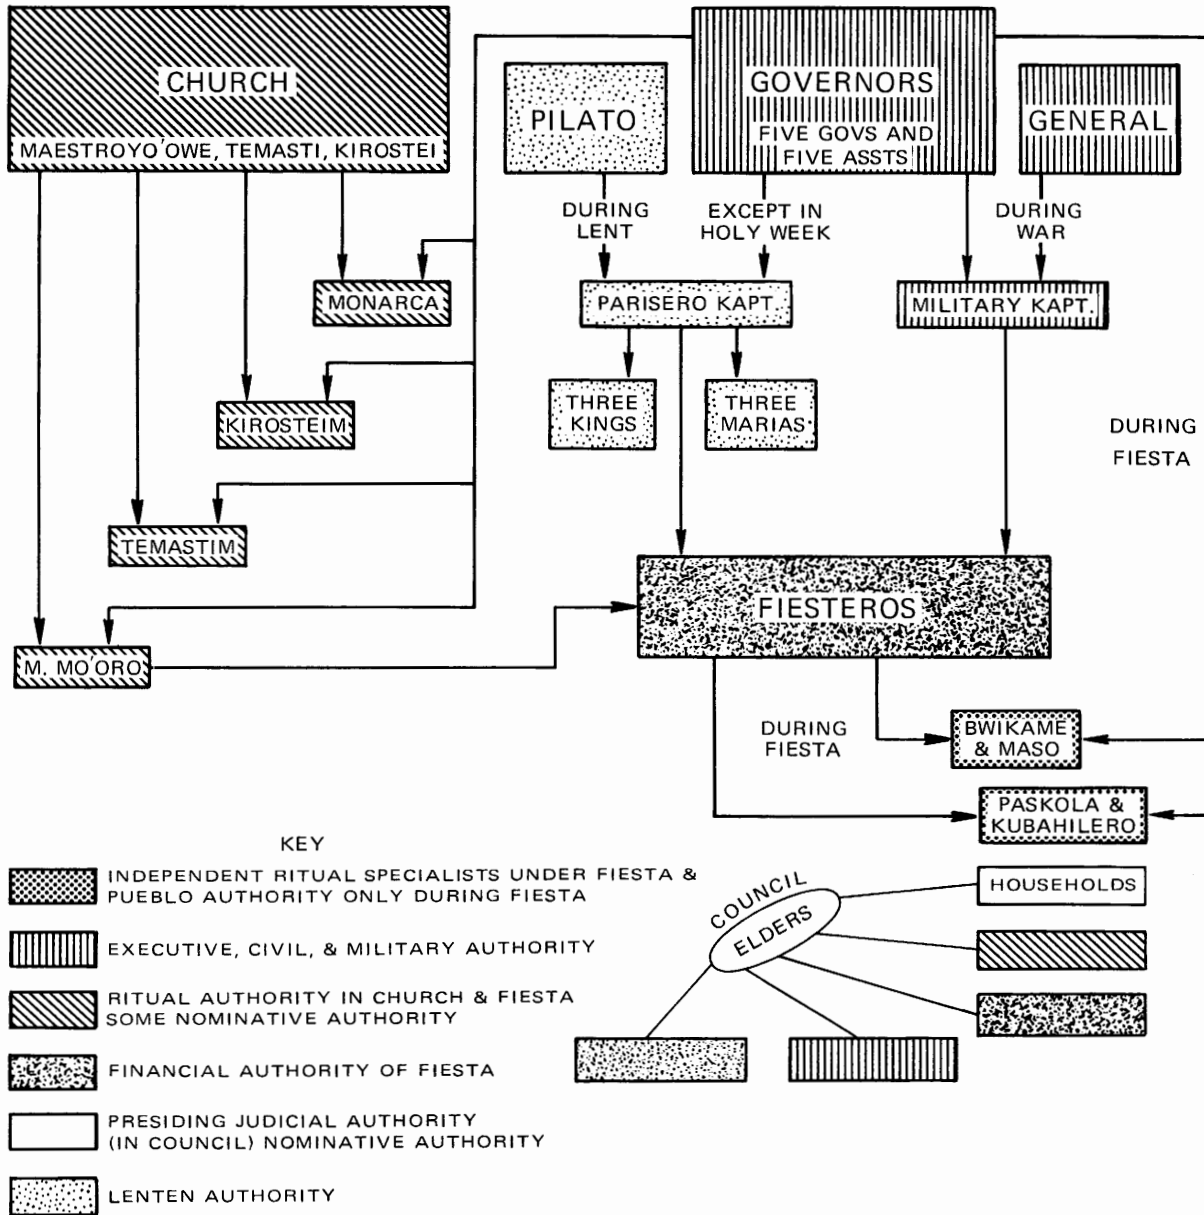 CHURCH
MAESTROYO'OWE, TEMASTI, KIROSTEI
PILATO
GOVERNORS
FIVE GOVS AND
FIVE ASSTS
GENERAL
DURING
LENT
EXCEPT IN
HOLY WEEK
DURING
WAR
MONARCA
PARISERO KAPT.
MILITARY KAPT.
KIROSTEIM
THREE
KINGS
THREE
MARIAS
DURING
FIESTA
TEMASTIM
FIESTEROS
M. MO'ORO
DURING
FIESTA
BWIKAME
& MASO
PASKOLA &
KUBAHILERO
KEY
INDEPENDENT RITUAL SPECIALISTS UNDER FIESTA &
PUEBLO AUTHORITY ONLY DURING FIESTA
EXECUTIVE, CIVIL, & MILITARY AUTHORITY
RITUAL AUTHORITY IN CHURCH & FIESTA
SOME NOMINATIVE AUTHORITY
FINANCIAL AUTHORITY OF FIESTA
PRESIDING JUDICIAL AUTHORITY
(IN COUNCIL) NOMINATIVE AUTHORITY
LENTEN AUTHORITY
COUNCIL
ELDERS
HOUSEHOLDS